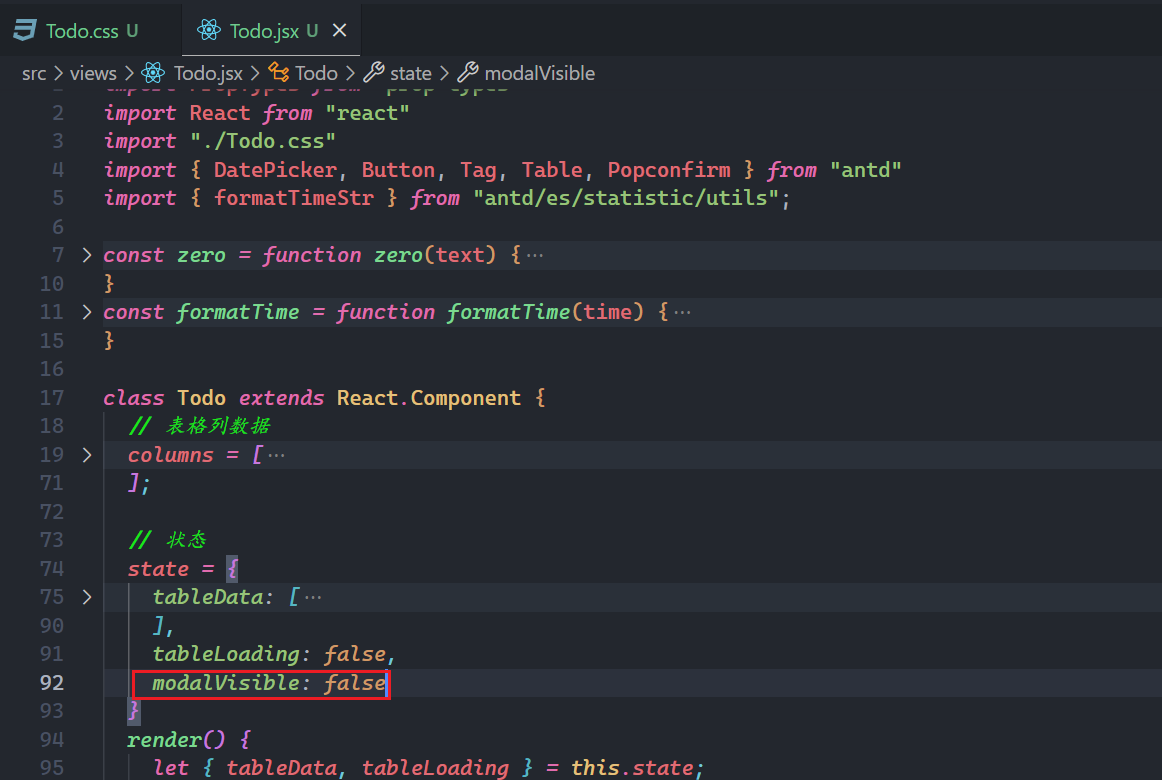 Todo.css U
Todo.jsx U
src > views > Todo.jsx > Todo > state > modalVisible
2 import React from "react"
3 import "./Todo.css"
4 import { DatePicker, Button, Tag, Table, Popconfirm } from "antd"
5 import { formatTimeStr } from "antd/es/statistic/utils";
6
7 const zero = function zero(text) {···
10 }
11 const formatTime = function formatTime(time) {···
15 }
16
17 class Todo extends React.Component {
18 // 表格列数据
19 columns = [···
71 ];
72
73 // 状态
74 state = {
75 tableData: [···
90 ],
91 tableLoading: false,
92 modalVisible: false
93 }
94 render() {
95 let { tableData, tableLoading } = this.state;